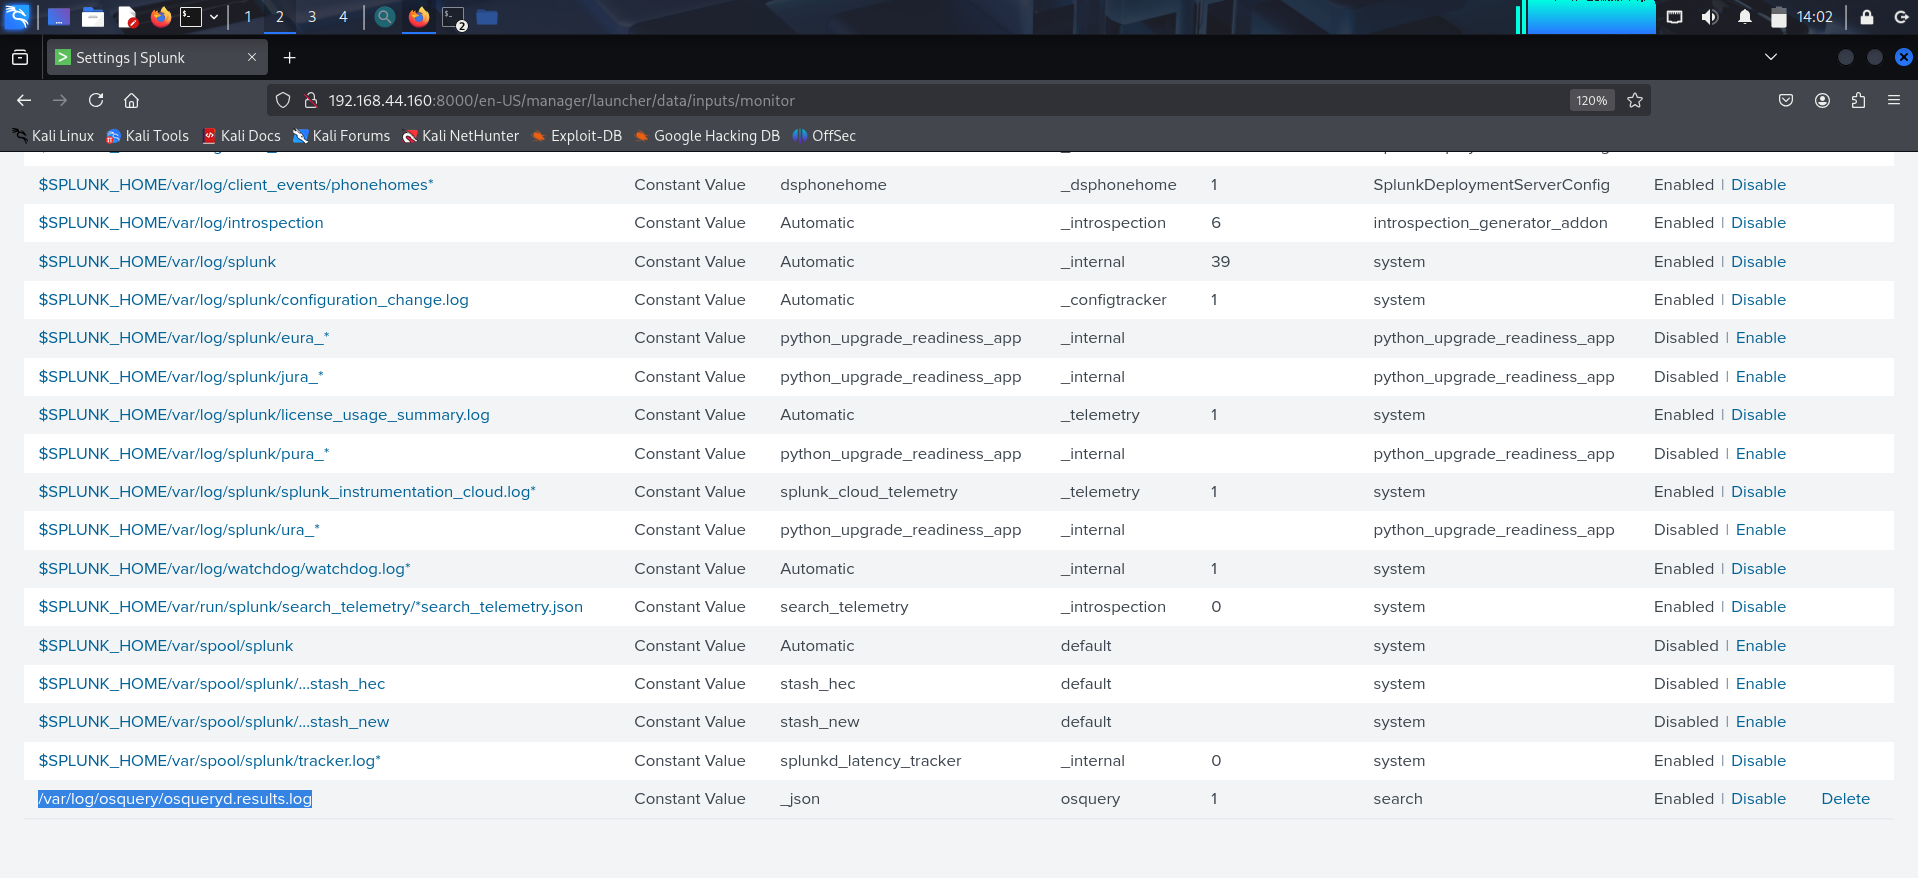 1 2 3 4 2 14:02
Settings | Splunk
192.168.44.160:8000/en-US/manager/launcher/data/inputs/monitor 120%
Kali Linux Kali Tools Kali Docs Kali Forums Kali NetHunter Exploit-DB Google Hacking DB OffSec
$SPLUNK_HOME/var/log/client_events/phonehomes* Constant Value dsphonehome _dsphonehome 1 SplunkDeploymentServerConfig Enabled | Disable
$SPLUNK_HOME/var/log/introspection Constant Value Automatic _introspection 6 introspection_generator_addon Enabled | Disable
$SPLUNK_HOME/var/log/splunk Constant Value Automatic _internal 39 system Enabled | Disable
$SPLUNK_HOME/var/log/splunk/configuration_change.log Constant Value Automatic _configtracker 1 system Enabled | Disable
$SPLUNK_HOME/var/log/splunk/eura_* Constant Value python_upgrade_readiness_app _internal python_upgrade_readiness_app Disabled | Enable
$SPLUNK_HOME/var/log/splunk/jura_* Constant Value python_upgrade_readiness_app _internal python_upgrade_readiness_app Disabled | Enable
$SPLUNK_HOME/var/log/splunk/license_usage_summary.log Constant Value Automatic _telemetry 1 system Enabled | Disable
$SPLUNK_HOME/var/log/splunk/pura_* Constant Value python_upgrade_readiness_app _internal python_upgrade_readiness_app Disabled | Enable
$SPLUNK_HOME/var/log/splunk/splunk_instrumentation_cloud.log* Constant Value splunk_cloud_telemetry _telemetry 1 system Enabled | Disable
$SPLUNK_HOME/var/log/splunk/ura_* Constant Value python_upgrade_readiness_app _internal python_upgrade_readiness_app Disabled | Enable
$SPLUNK_HOME/var/log/watchdog/watchdog.log* Constant Value Automatic _internal 1 system Enabled | Disable
$SPLUNK_HOME/var/run/splunk/search_telemetry/*search_telemetry.json Constant Value search_telemetry _introspection 0 system Enabled | Disable
$SPLUNK_HOME/var/spool/splunk Constant Value Automatic default system Disabled | Enable
$SPLUNK_HOME/var/spool/splunk/...stash_hec Constant Value stash_hec default system Disabled | Enable
$SPLUNK_HOME/var/spool/splunk/...stash_new Constant Value stash_new default system Disabled | Enable
$SPLUNK_HOME/var/spool/splunk/tracker.log* Constant Value splunkd_latency_tracker _internal 0 system Enabled | Disable
/var/log/osquery/osqueryd.results.log Constant Value _json osquery 1 search Enabled | Disable Delete